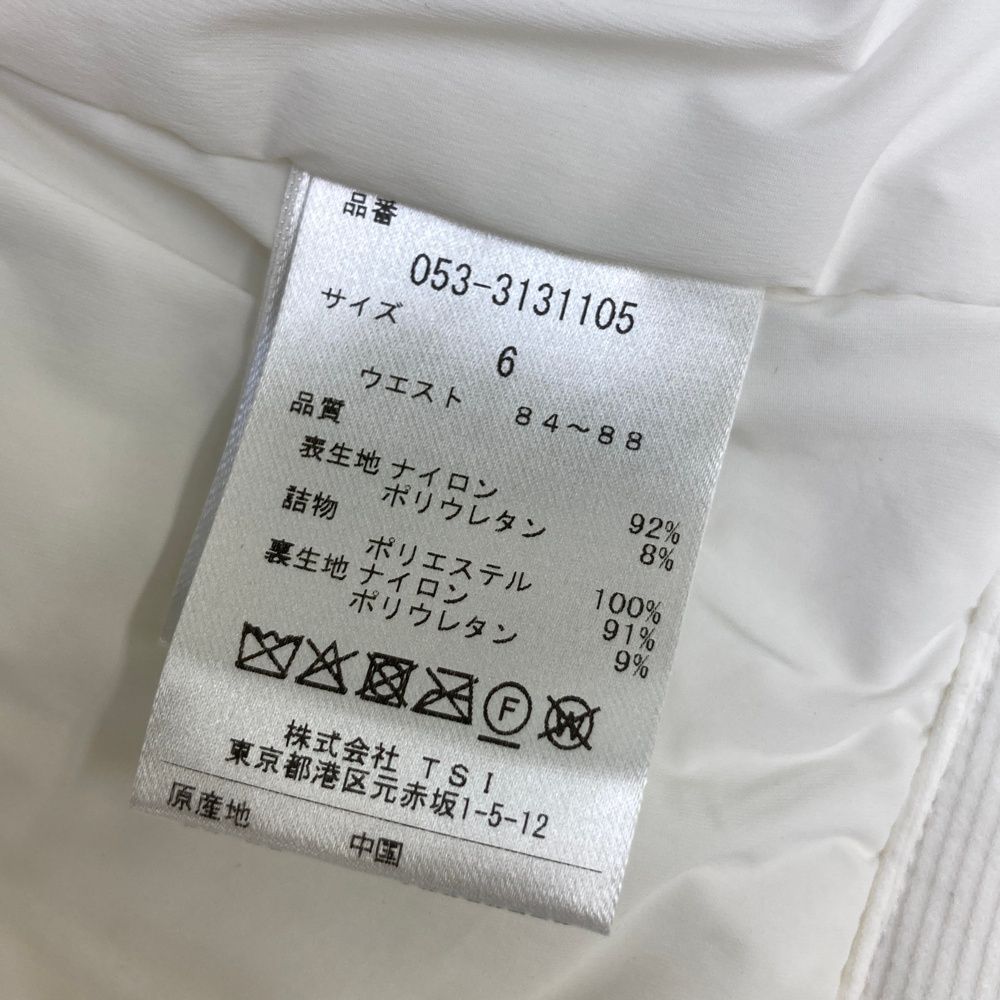 品番
053-3131105
サイズ
6
ウエスト 84～88
品質
表生地 ナイロン 92%
ポリウレタン 8%
詰物
ポリエステル 100%
裏生地 ナイロン 91%
ポリウレタン 9%
F
W
株式会社 TSI
東京都港区元赤坂1-5-12
原産地
中国